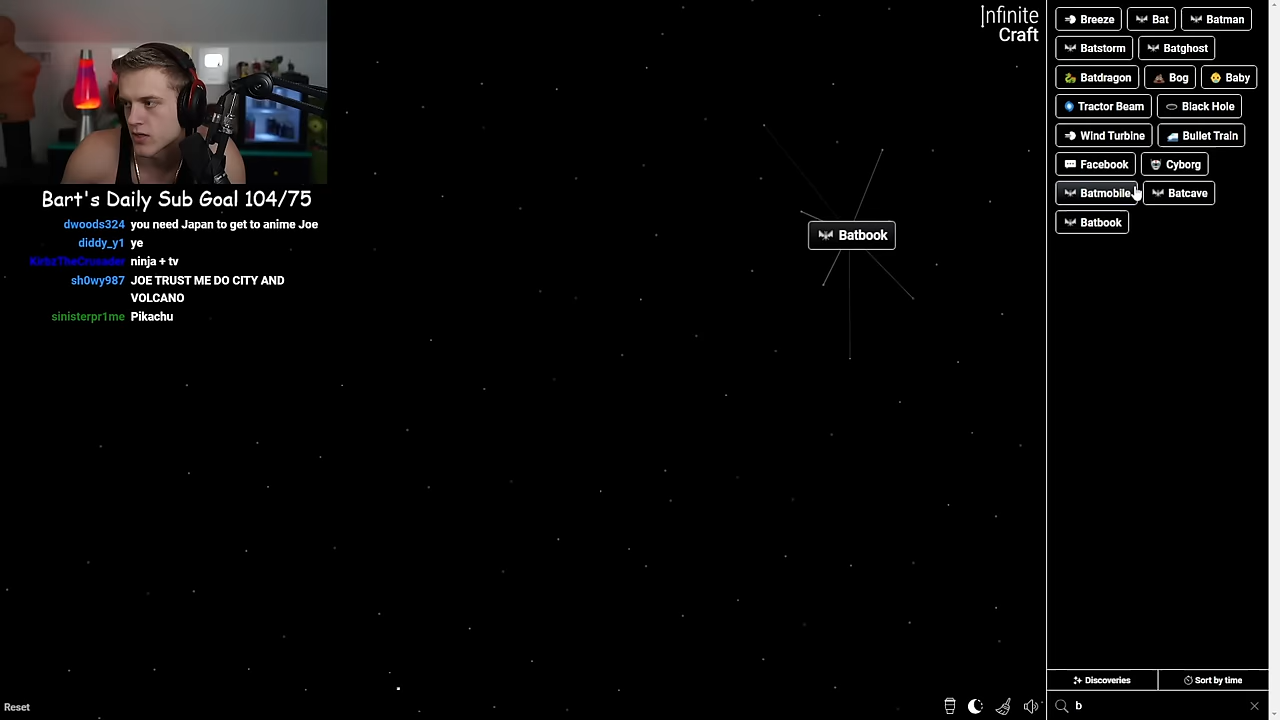 Infinite
Craft
Breeze
Bat
Batman
Batstorm
Batghost
Batdragon
Bog
Baby
Tractor Beam
Black Hole
Wind Turbine
Bullet Train
Facebook
Cyborg
Batmobile
Batcave
Batbook
Batbook
Bart's Daily Sub Goal 104/75
dwoods324 you need Japan to get to anime Joe
diddy_y1 ye
KirbzTheCrusader ninja + tv
sh0wy987 JOE TRUST ME DO CITY AND
VOLCANO
sinisterpr1me Pikachu
Reset
Discoveries
Sort by time
b